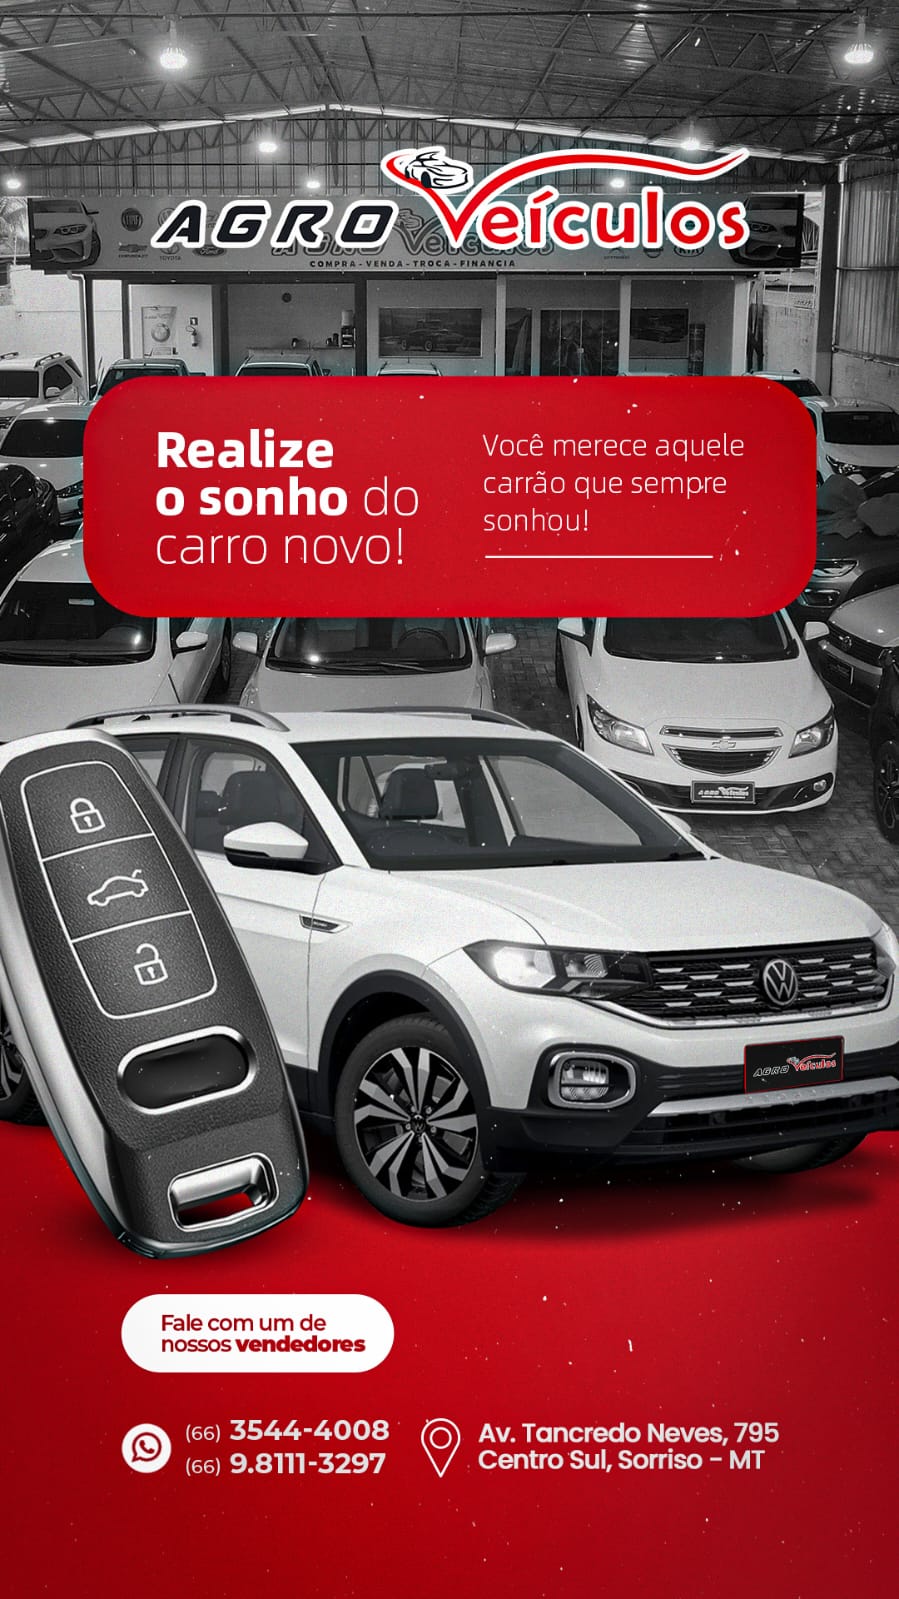 AGRO Veículos
COMPRA - VENDA - TROCA - FINANCIA
Realize
o sonho do
carro novo!
Você merece aquele
carrão que sempre
sonhou!
AGRO Veículos
AGRO Veículos
Fale com um de
nossos vendedores
(66) 3544-4008
(66) 9.8111-3297
Av. Tancredo Neves, 795
Centro Sul, Sorriso - MT